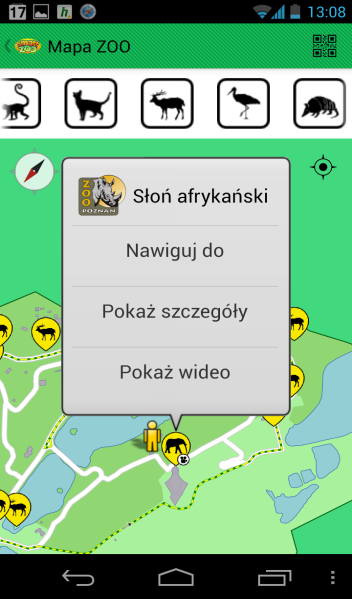 17 h 13:08
Mapa ZOO
ZOO
POZNAŃ
Słoń afrykański
Nawiguj do
Pokaż szczegóły
Pokaż wideo